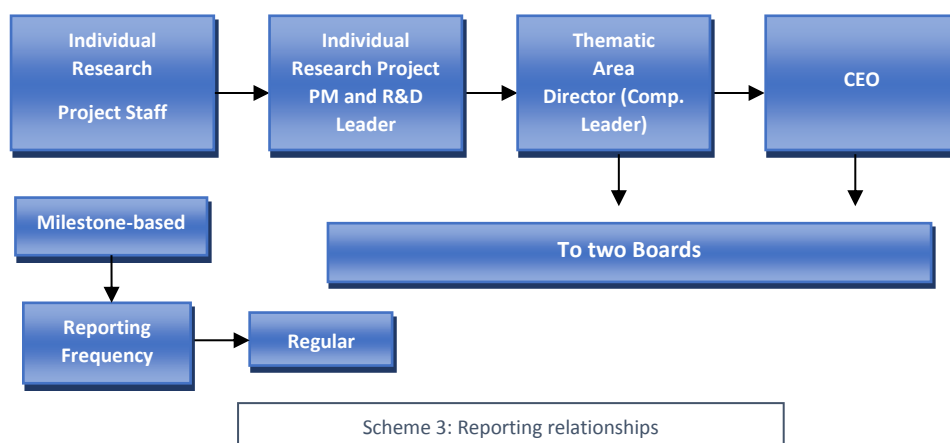 Individual
Research
Project Staff
Individual
Research Project
PM and R&D
Leader
Thematic
Area
Director (Comp.
Leader)
CEO
Milestone-based
To two Boards
Reporting
Frequency
Regular
Scheme 3: Reporting relationships